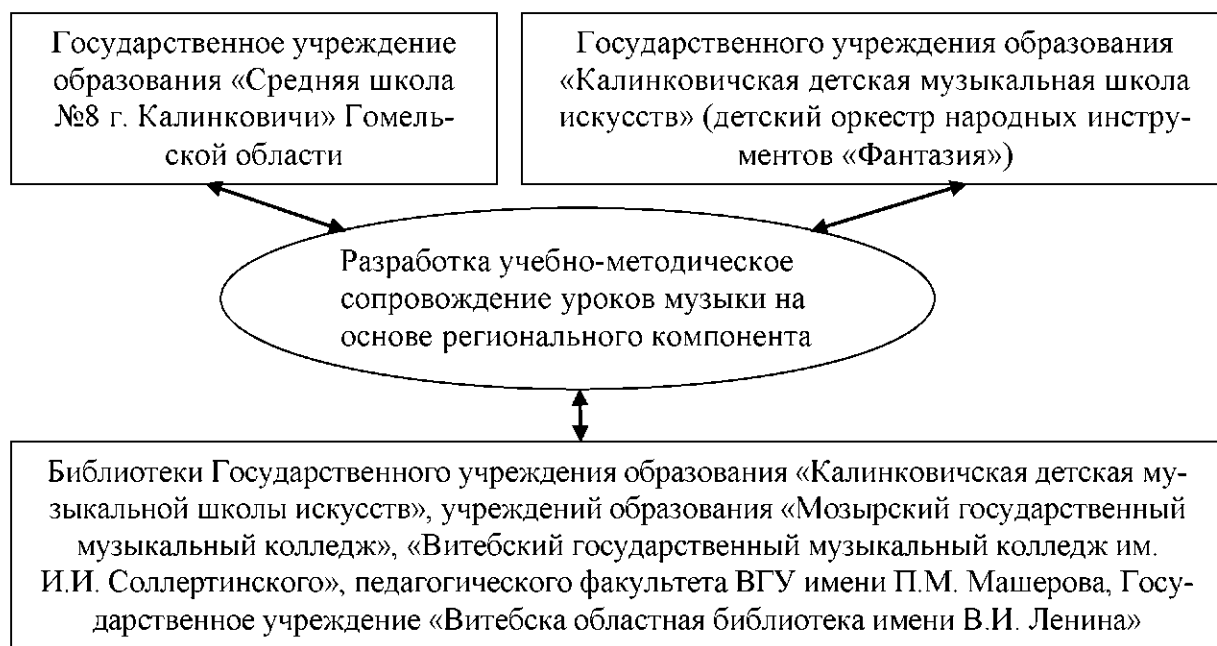 Государственное учреждение
образования «Средняя школа
№8 г. Калинковичи» Гомель-
ской области
Государственного учреждения образования
«Калинковичская детская музыкальная школа
искусств» (детский оркестр народных инстру-
ментов «Фантазия»)
Разработка учебно-методическое
сопровождение уроков музыки на
основе регионального компонента
Библиотеки Государственного учреждения образования «Калинковичская детская му-
зыкальной школы искусств», учреждений образования «Мозырский государственный
музыкальный колледж», «Витебский государственный музыкальный колледж им.
И.И. Соллертинского», педагогического факультета ВГУ имени П.М. Машерова, Госу-
дарственное учреждение «Витебска областная библиотека имени В.И. Ленина»